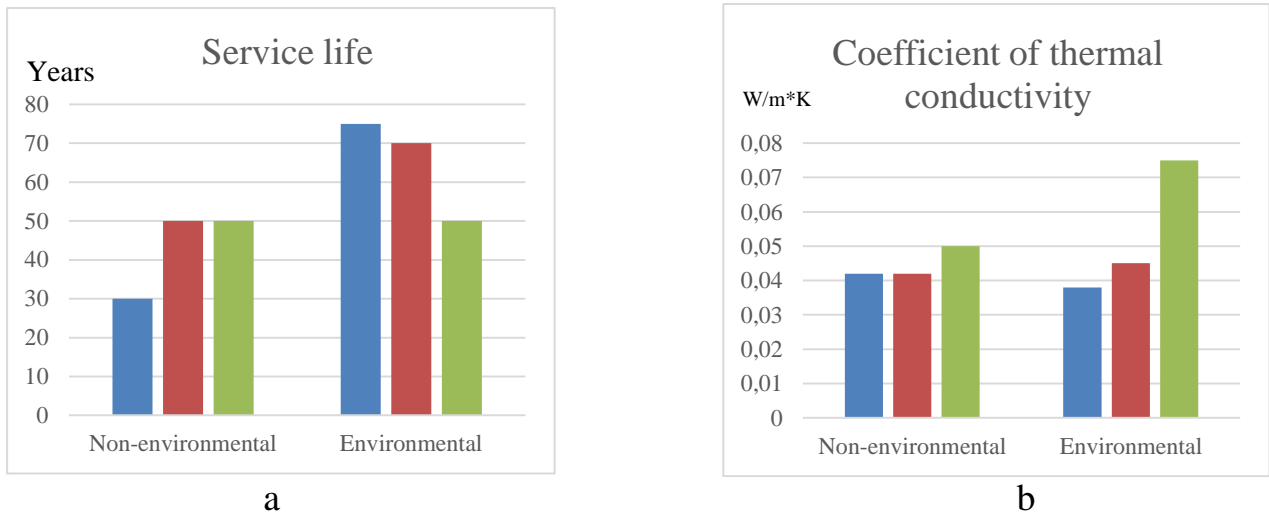 Service life
Years
80
70
60
50
40
30
20
10
0
Non-environmental Environmental
a
Coefficient of thermal
conductivity
W/m*K
0,08
0,07
0,06
0,05
0,04
0,03
0,02
0,01
0
Non-environmental Environmental
b